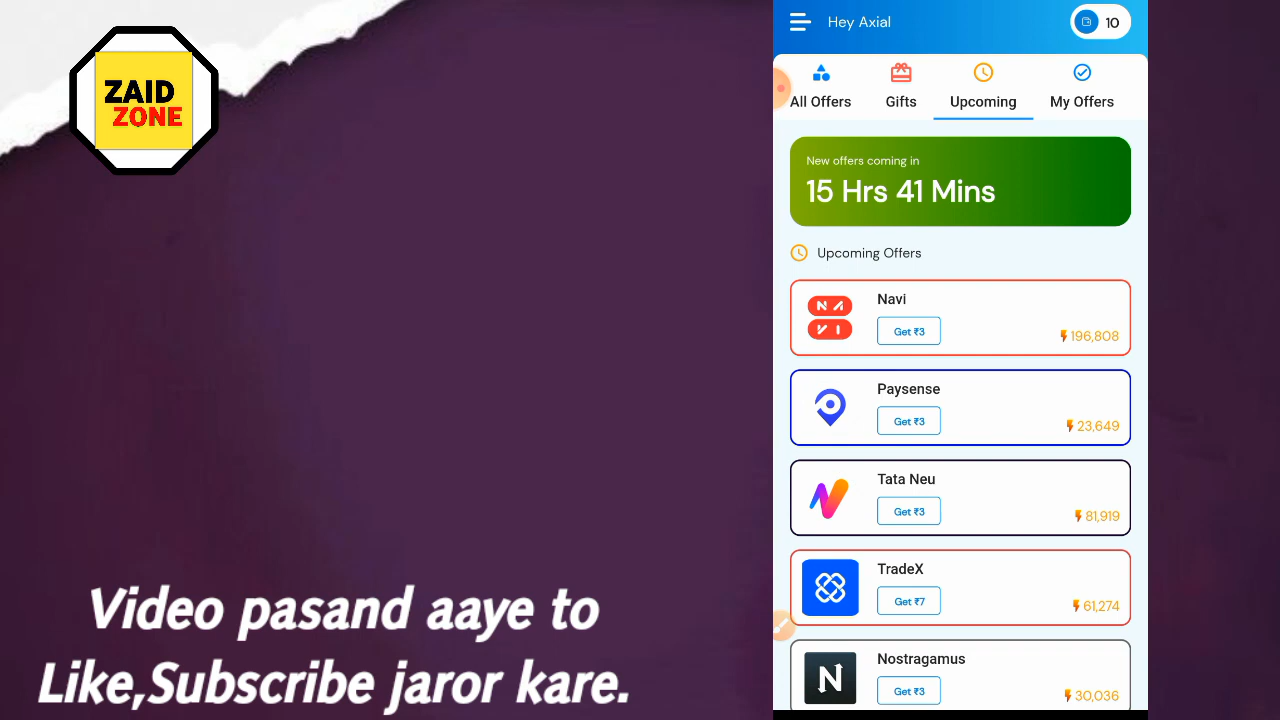 ZAID
ZONE
Video pasand aaye to
Like,Subscribe jaror kare.
Hey Axial
10
All Offers
Gifts
Upcoming
My Offers
New offers coming in
15 Hrs 41 Mins
Upcoming Offers
NAVI
Navi
Get ₹3
196,808
Paysense
Get ₹3
23,649
Tata Neu
Get ₹3
81,919
TradeX
Get ₹7
61,274
N
Nostragamus
Get ₹3
30,036